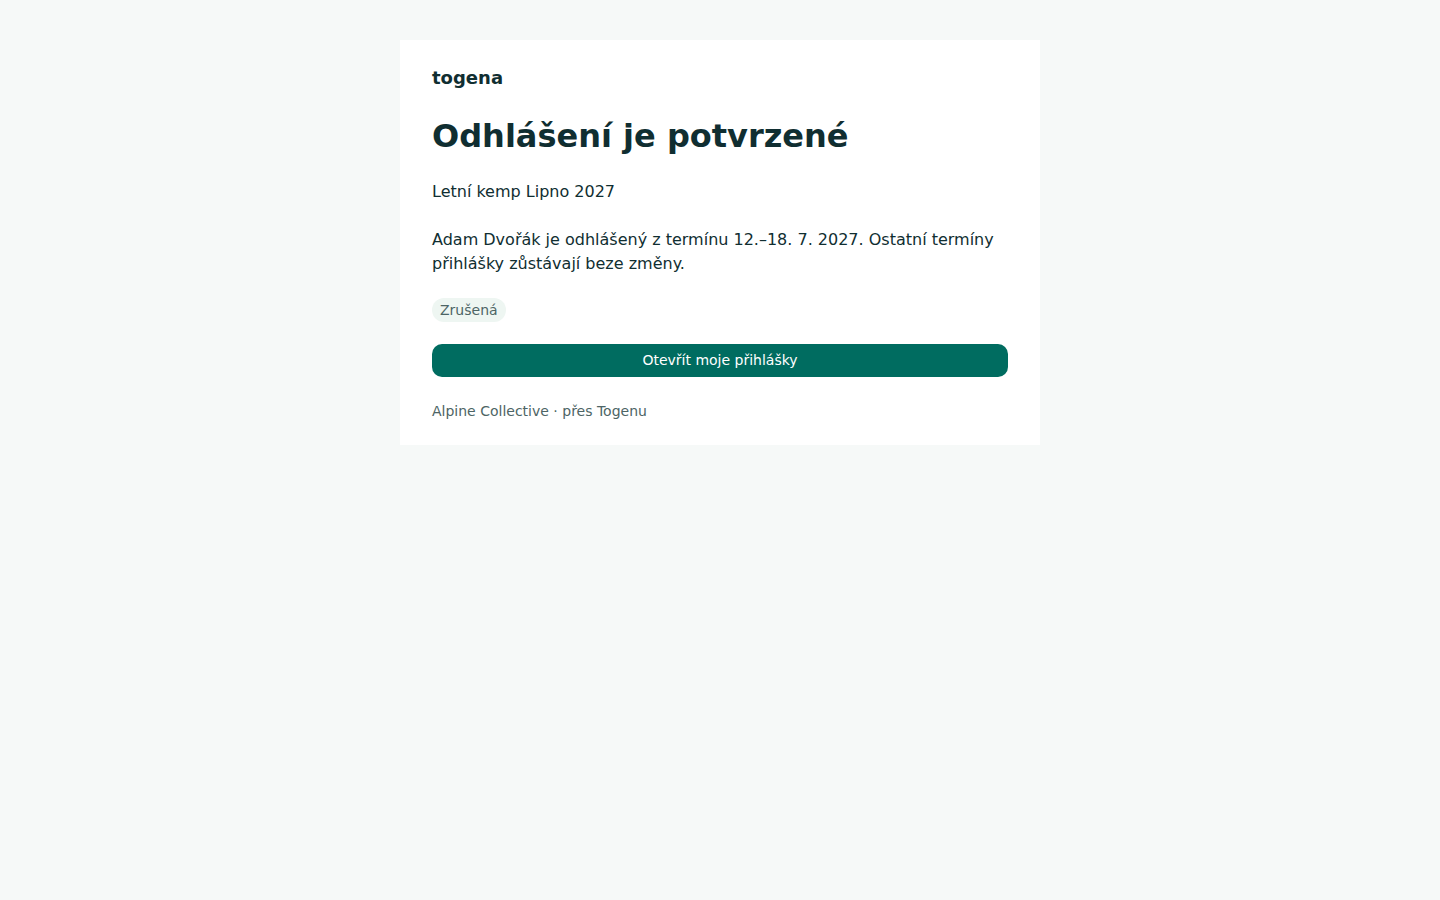 togena
Odhlášení je potvrzené
Letní kemp Lipno 2027
Adam Dvořák je odhlášený z termínu 12.–18. 7. 2027. Ostatní termíny
přihlášky zůstávají beze změny.
Zrušená
Otevřít moje přihlášky
Alpine Collective · přes Togenu